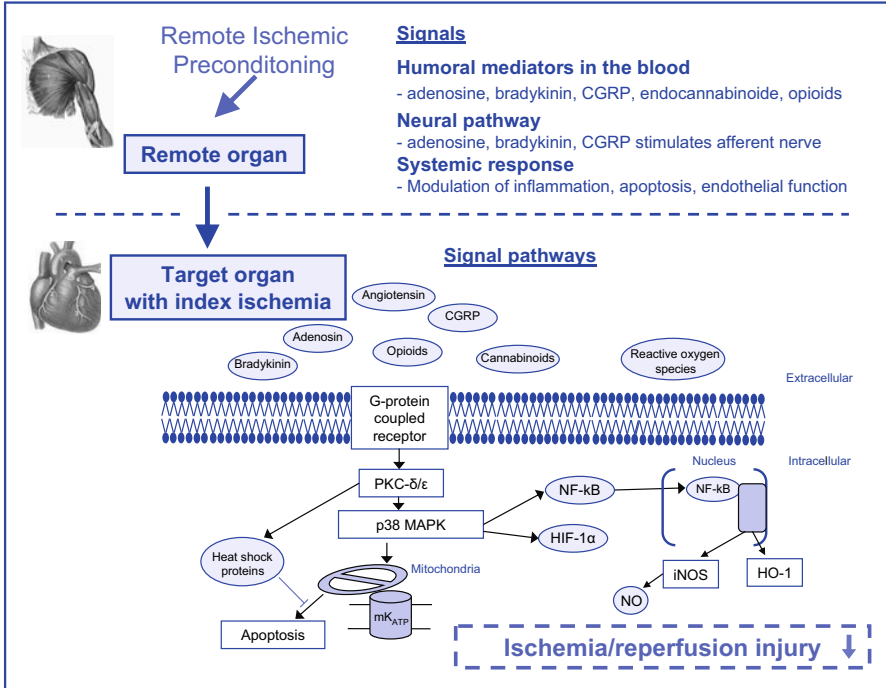 Remote Ischemic
Preconditoning
Remote organ
Signals
Humoral mediators in the blood
- adenosine, bradykinin, CGRP, endocannabinoide, opioids
Neural pathway
- adenosine, bradykinin, CGRP stimulates afferent nerve
Systemic response
- Modulation of inflammation, apoptosis, endothelial function
Target organ
with index ischemia
Signal pathways
Angiotensin
CGRP
Adenosin
Opioids
Bradykinin
Cannabinoids
Reactive oxygen
species
Extracellular
G-protein
coupled
receptor
Intracellular
Nucleus
PKC-δ/ε
NF-kB
NF-kB
p38 MAPK
HIF-1α
Heat shock
proteins
Mitochondria
iNOS
HO-1
NO
mKATP
Apoptosis
Ischemia/reperfusion injury ↓